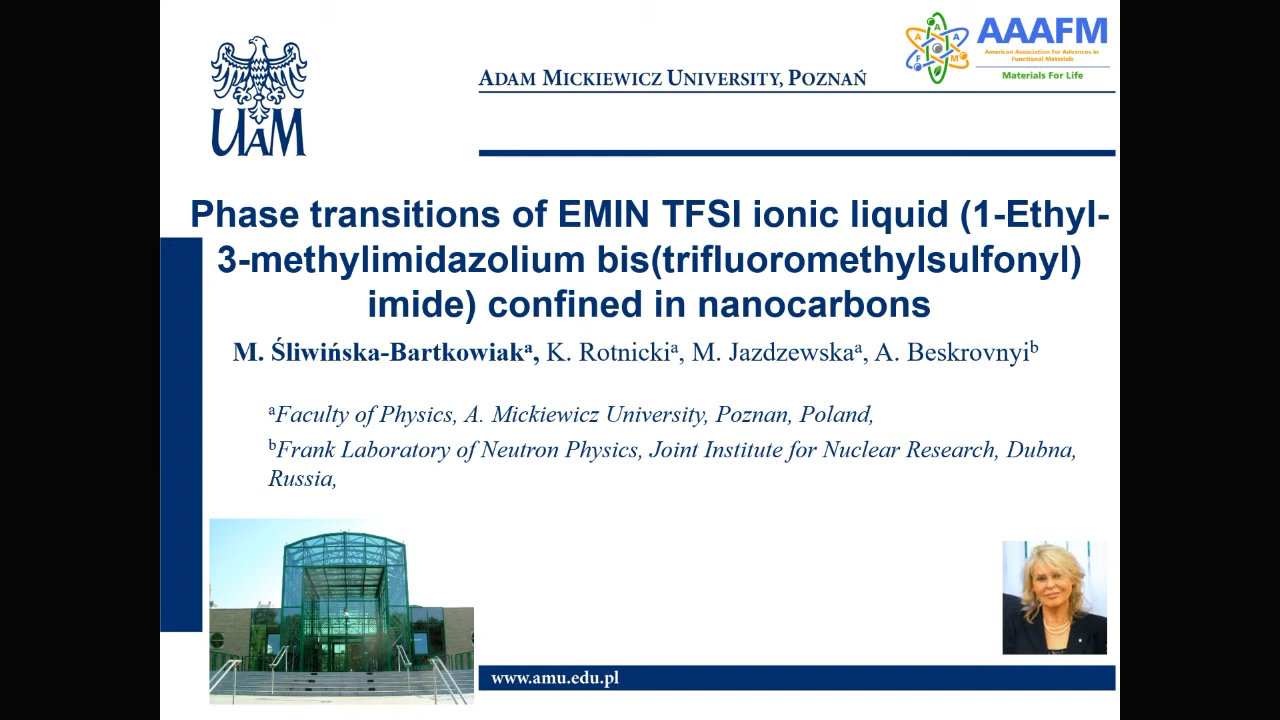 UAM
ADAM MICKIEWICZ UNIVERSITY, POZNAŃ
A A A F M
AAAFM
American Association for Advances in
Functional Materials
Materials For Life
Phase transitions of EMIN TFSI ionic liquid (1-Ethyl-
3-methylimidazolium bis(trifluoromethylsulfonyl)
imide) confined in nanocarbons
M. Śliwińska-Bartkowiakᵃ, K. Rotnickiᵃ, M. Jazdzewskaᵃ, A. Beskrovnyiᵇ
ᵃFaculty of Physics, A. Mickiewicz University, Poznan, Poland,
ᵇFrank Laboratory of Neutron Physics, Joint Institute for Nuclear Research, Dubna,
Russia,
www.amu.edu.pl